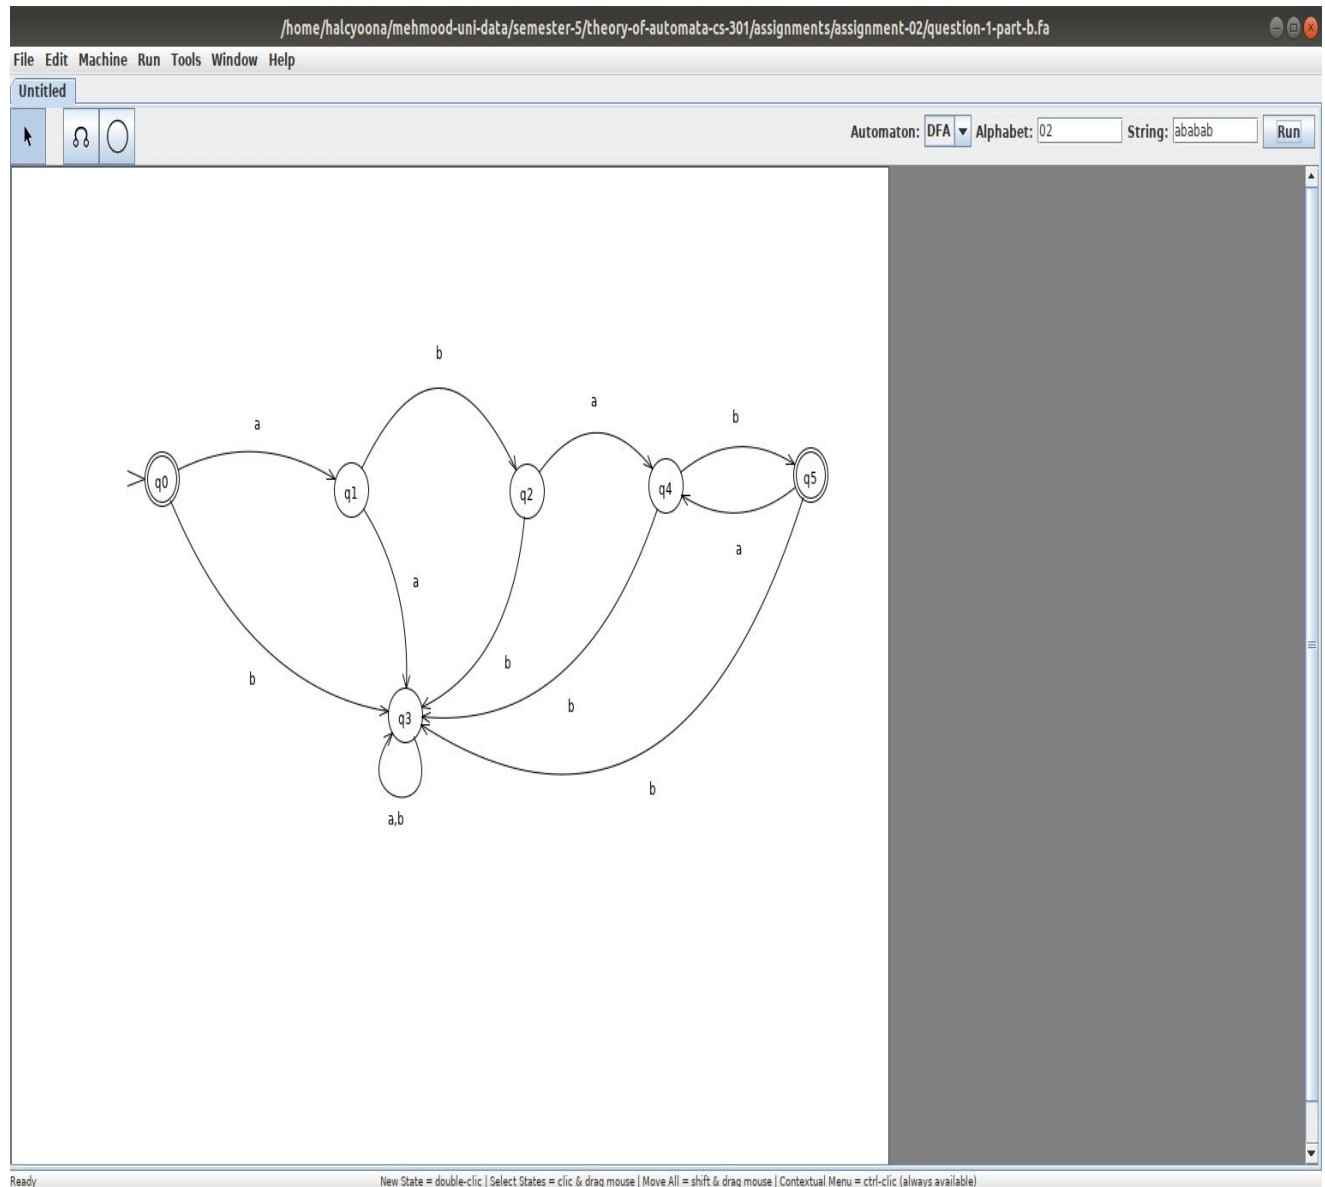 /home/halcyoona/mehmood-uni-data/semester-5/theory-of-automata-cs-301/assignments/assignment-02/question-1-part-b.fa
File Edit Machine Run Tools Window Help
Untitled
Automaton: DFA Alphabet: 02 String: ababab Run
b
a
b
a
q0
q1
q2
q4
q5
a
a
b
b
b
q3
b
a,b
Ready New State = double-clic | Select States = clic & drag mouse | Move All = shift & drag mouse | Contextual Menu = ctrl-clic (always available)